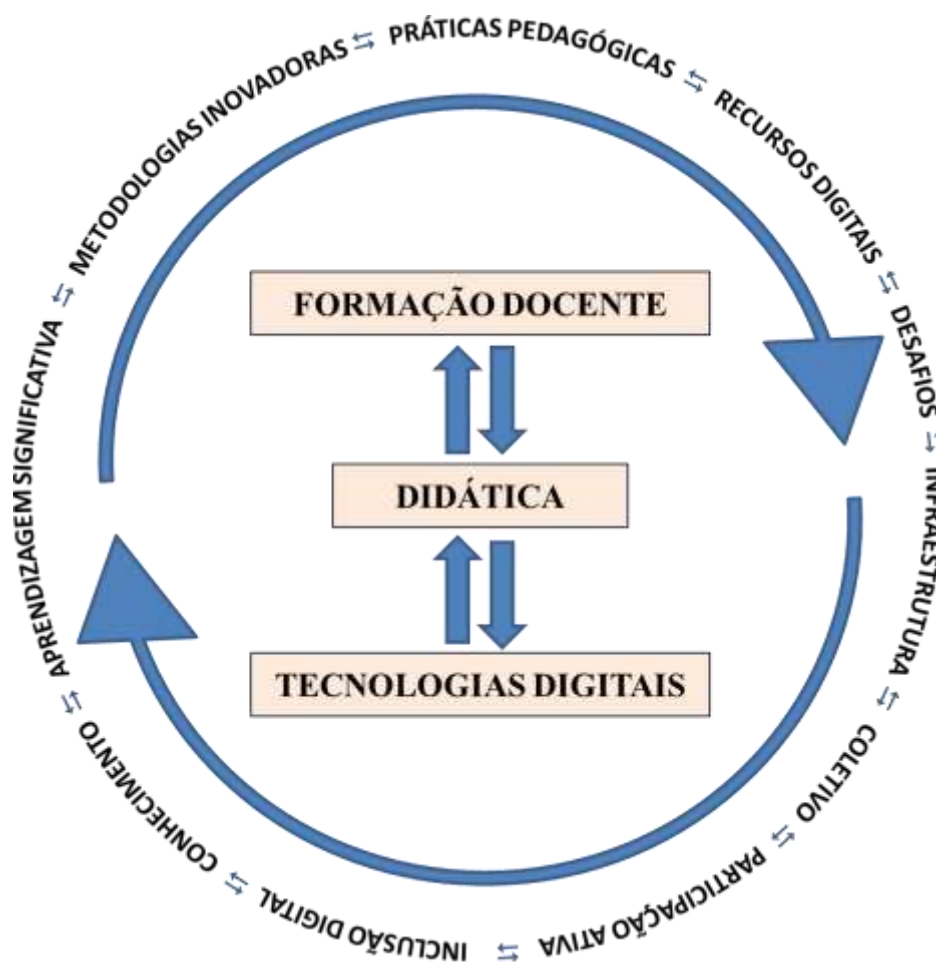 PRÁTICAS PEDAGÓGICAS
RECURSOS DIGITAIS
DESAFIOS
INFRAESTRUTURA
COLETIVO
PARTICIPAÇÃO ATIVA
INCLUSÃO DIGITAL
CONHECIMENTO
APRENDIZAGEM SIGNIFICATIVA
METODOLOGIAS INOVADORAS
FORMAÇÃO DOCENTE
DIDÁTICA
TECNOLOGIAS DIGITAIS